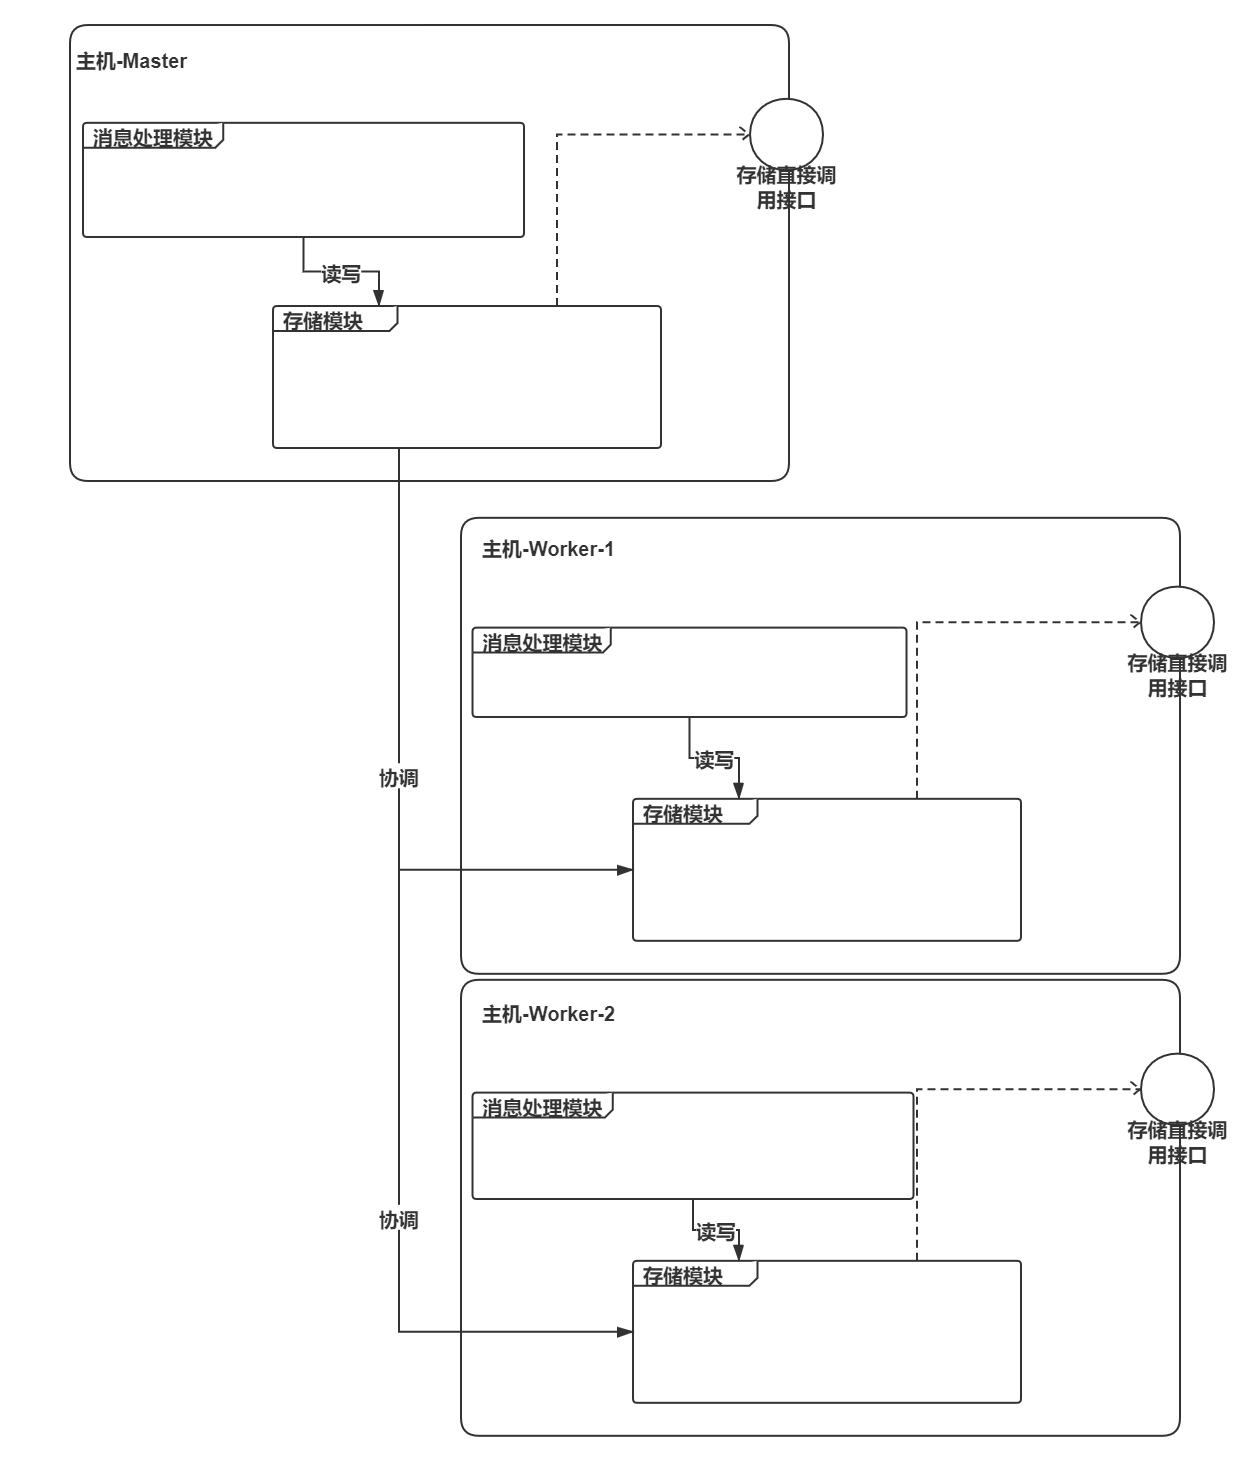 主机-Master
消息处理模块
存储直接调
用接口
读写
存储模块
主机-Worker-1
消息处理模块
存储直接调
用接口
读写
协调
存储模块
主机-Worker-2
消息处理模块
存储直接调
用接口
协调
读写
存储模块